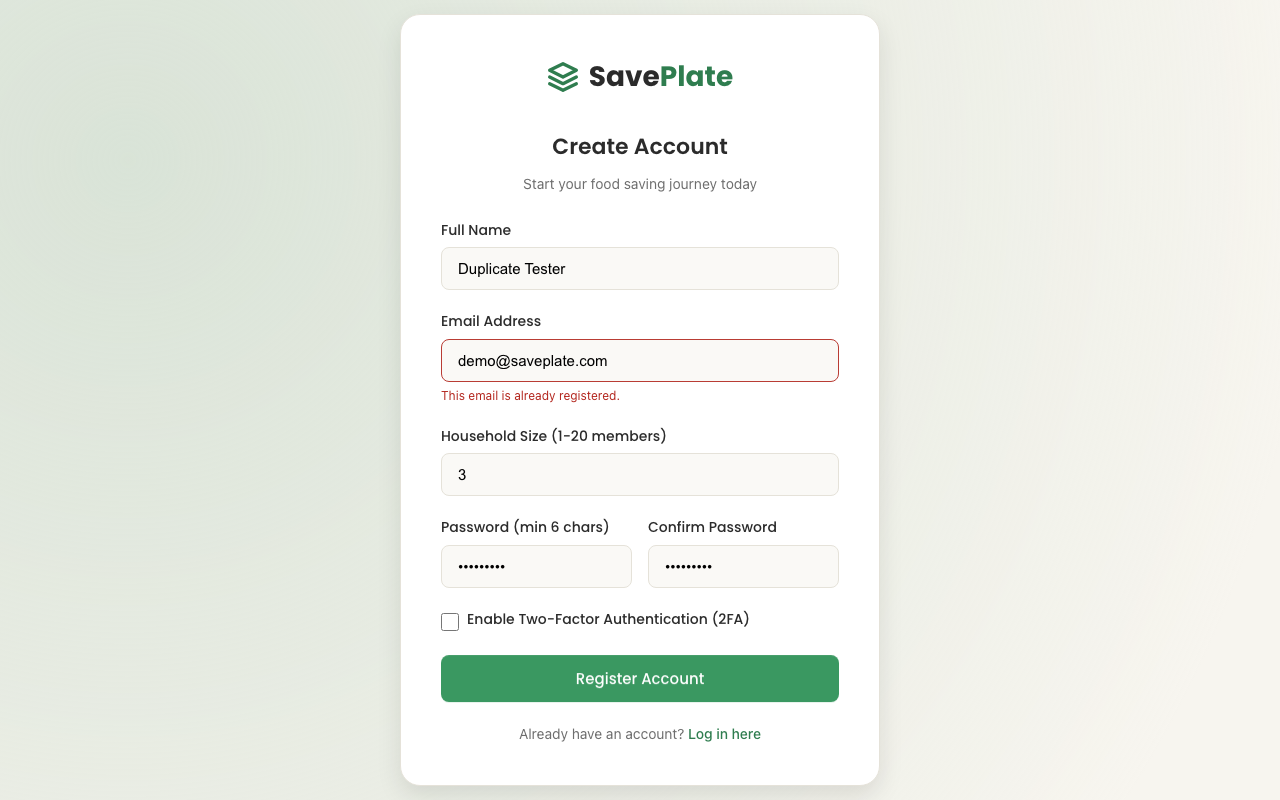 SavePlate
Create Account
Start your food saving journey today
Full Name
Duplicate Tester
Email Address
demo@saveplate.com
This email is already registered.
Household Size (1-20 members)
3
Password (min 6 chars) Confirm Password
••••••••• •••••••••
Enable Two-Factor Authentication (2FA)
Register Account
Already have an account? Log in here